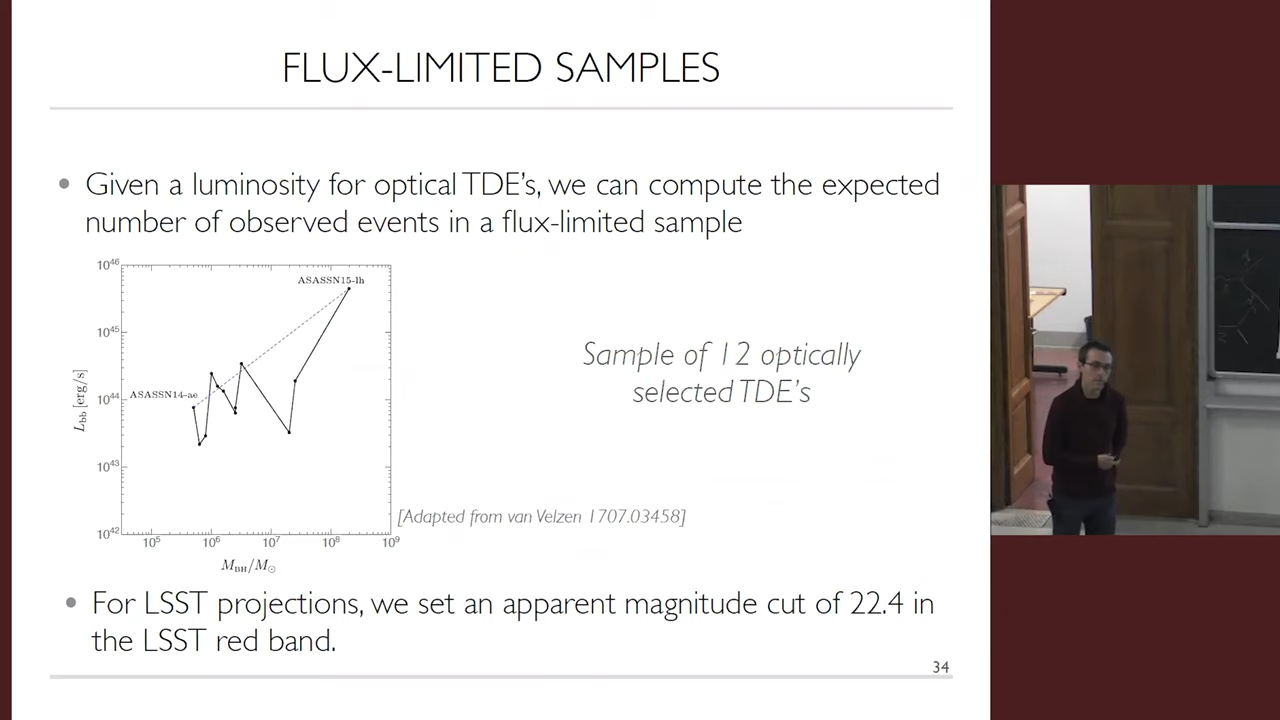 FLUX-LIMITED SAMPLES
• Given a luminosity for optical TDE's, we can compute the expected
number of observed events in a flux-limited sample
10^46
10^45
10^44
10^43
10^42
L_bb [erg/s]
ASASSN15-lh
ASASSN14-ae
10^5 10^6 10^7 10^8 10^9
M_BH/M_⊙
Sample of 12 optically
selected TDE's
[Adapted from van Velzen 1707.03458]
• For LSST projections, we set an apparent magnitude cut of 22.4 in
the LSST red band.
34